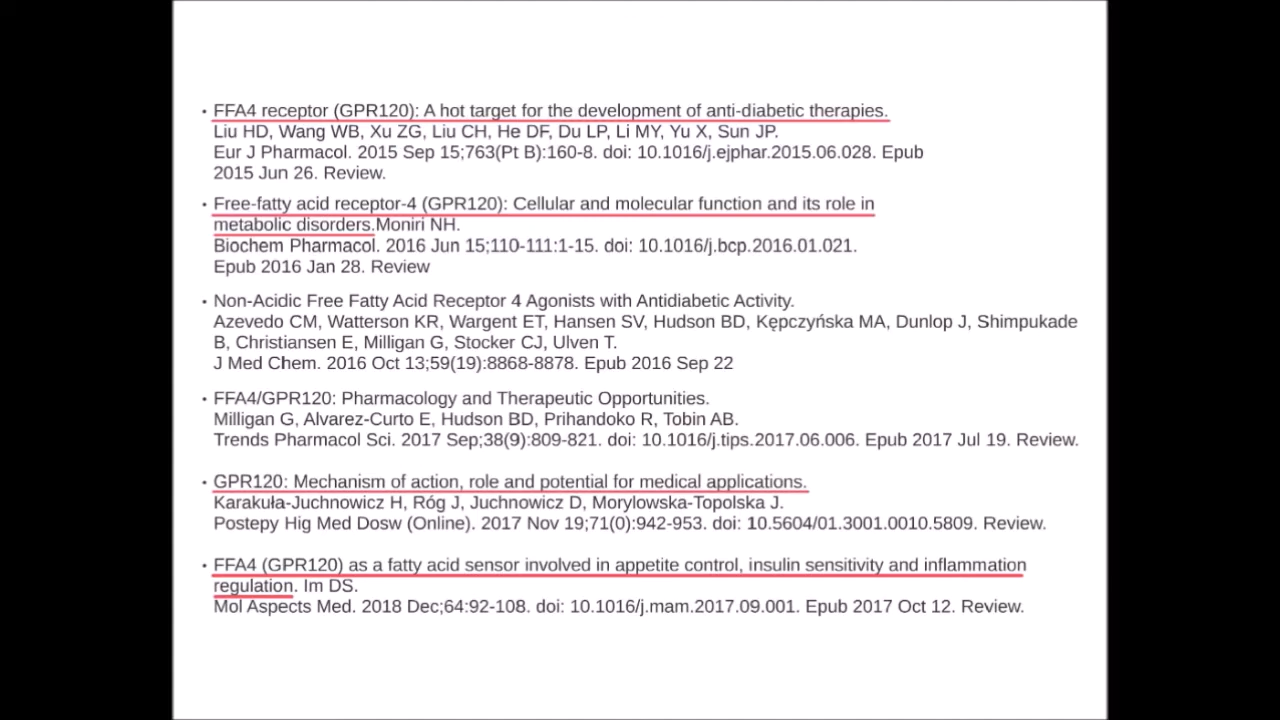 • FFA4 receptor (GPR120): A hot target for the development of anti-diabetic therapies.
Liu HD, Wang WB, Xu ZG, Liu CH, He DF, Du LP, Li MY, Yu X, Sun JP.
Eur J Pharmacol. 2015 Sep 15;763(Pt B):160-8. doi: 10.1016/j.ejphar.2015.06.028. Epub
2015 Jun 26. Review.
• Free-fatty acid receptor-4 (GPR120): Cellular and molecular function and its role in
metabolic disorders.Moniri NH.
Biochem Pharmacol. 2016 Jun 15;110-111:1-15. doi: 10.1016/j.bcp.2016.01.021.
Epub 2016 Jan 28. Review
• Non-Acidic Free Fatty Acid Receptor 4 Agonists with Antidiabetic Activity.
Azevedo CM, Watterson KR, Wargent ET, Hansen SV, Hudson BD, Kępczyńska MA, Dunlop J, Shimpukade
B, Christiansen E, Milligan G, Stocker CJ, Ulven T.
J Med Chem. 2016 Oct 13;59(19):8868-8878. Epub 2016 Sep 22
• FFA4/GPR120: Pharmacology and Therapeutic Opportunities.
Milligan G, Alvarez-Curto E, Hudson BD, Prihandoko R, Tobin AB.
Trends Pharmacol Sci. 2017 Sep;38(9):809-821. doi: 10.1016/j.tips.2017.06.006. Epub 2017 Jul 19. Review.
• GPR120: Mechanism of action, role and potential for medical applications.
Karakuła-Juchnowicz H, Róg J, Juchnowicz D, Morylowska-Topolska J.
Postepy Hig Med Dosw (Online). 2017 Nov 19;71(0):942-953. doi: 10.5604/01.3001.0010.5809. Review.
• FFA4 (GPR120) as a fatty acid sensor involved in appetite control, insulin sensitivity and inflammation
regulation. Im DS.
Mol Aspects Med. 2018 Dec;64:92-108. doi: 10.1016/j.mam.2017.09.001. Epub 2017 Oct 12. Review.